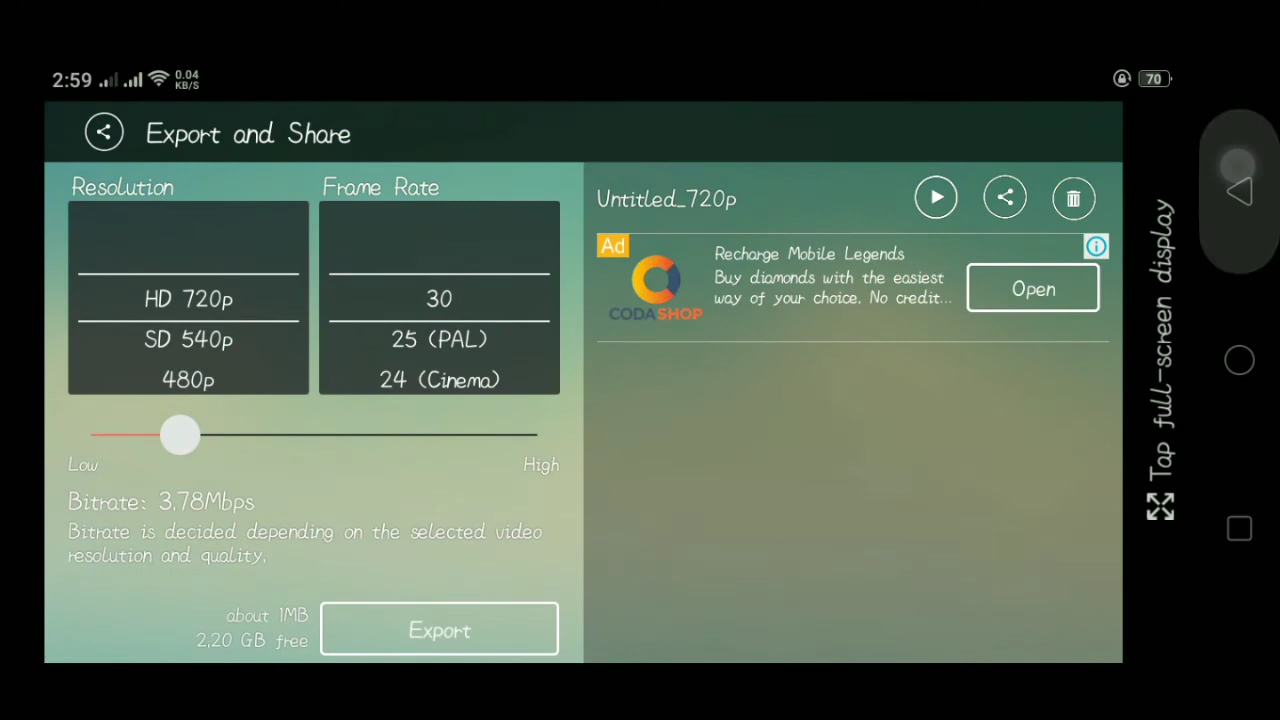 2:59
0.04
KB/S
70
Export and Share
Resolution
Frame Rate
HD 720p
SD 540p
480p
30
25 (PAL)
24 (Cinema)
Low
High
Bitrate: 3.78Mbps
Bitrate is decided depending on the selected video
resolution and quality.
about 1MB
2.20 GB free
Export
Untitled_720p
Ad
CODASHOP
Recharge Mobile Legends
Buy diamonds with the easiest
way of your choice. No credit...
Open
Tap full-screen display